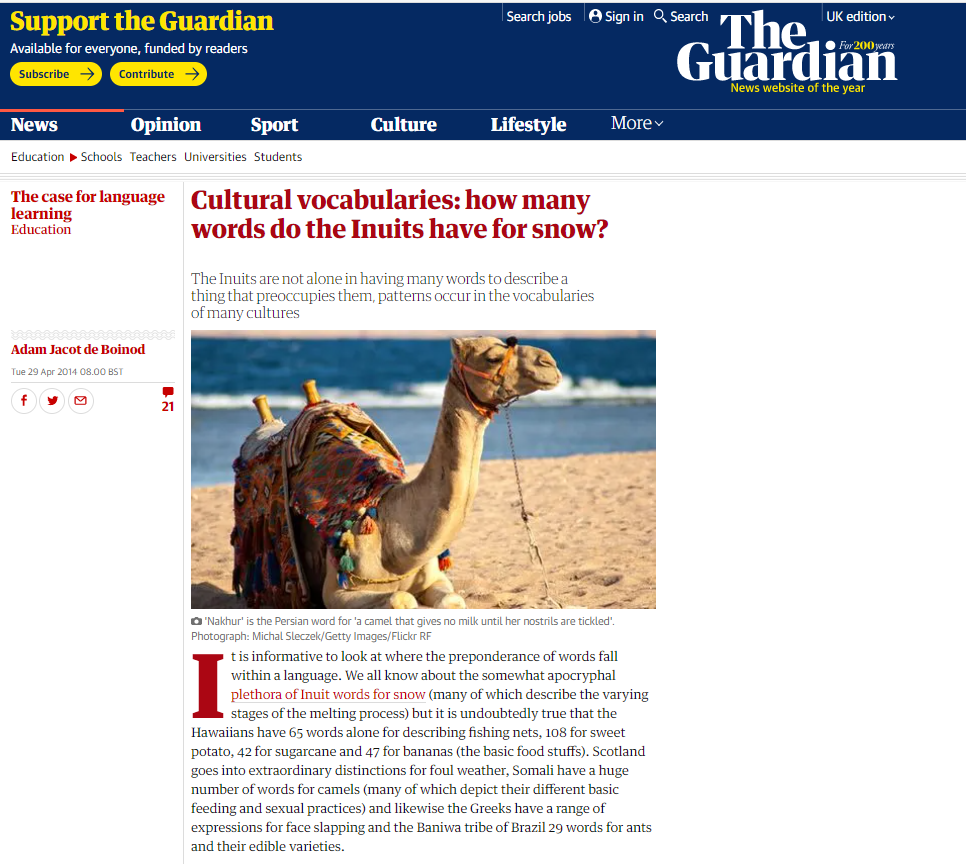 Support the Guardian
Available for everyone, funded by readers
Subscribe
Contribute
Search jobs
Sign in
Search
UK edition
The Guardian
For 200 years
News website of the year
News
Opinion
Sport
Culture
Lifestyle
More
Education
Schools
Teachers
Universities
Students
The case for language
learning
Education
Cultural vocabularies: how many
words do the Inuits have for snow?
The Inuits are not alone in having many words to describe a
thing that preoccupies them, patterns occur in the vocabularies
of many cultures
Adam Jacot de Boinod
Tue 29 Apr 2014 08.00 BST
21
'Nakhur' is the Persian word for 'a camel that gives no milk until her nostrils are tickled'.
Photograph: Michal Sleczek/Getty Images/Flickr RF
It is informative to look at where the preponderance of words fall
within a language. We all know about the somewhat apocryphal
plethora of Inuit words for snow (many of which describe the varying
stages of the melting process) but it is undoubtedly true that the
Hawaiians have 65 words alone for describing fishing nets, 108 for sweet
potato, 42 for sugarcane and 47 for bananas (the basic food stuffs). Scotland
goes into extraordinary distinctions for foul weather, Somali have a huge
number of words for camels (many of which depict their different basic
feeding and sexual practices) and likewise the Greeks have a range of
expressions for face slapping and the Baniwa tribe of Brazil 29 words for ants
and their edible varieties.